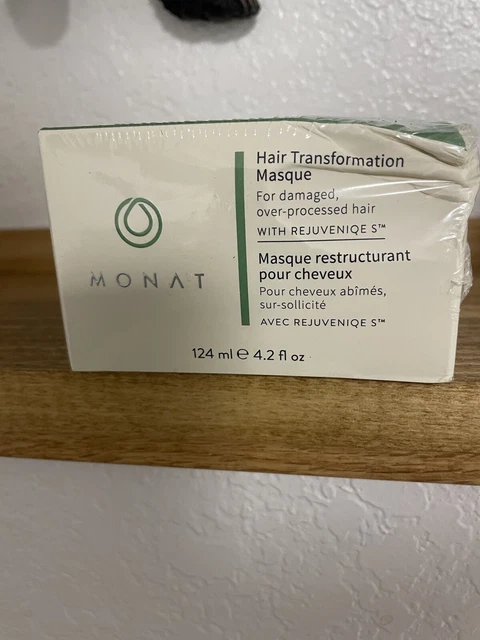 MONAT
Hair Transformation
Masque
For damaged,
over-processed hair
WITH REJUVENIQE S™
Masque restructurant
pour cheveux
Pour cheveux abîmés,
sur-sollicité
AVEC REJUVENIQE S™
124 ml ℮ 4.2 fl oz